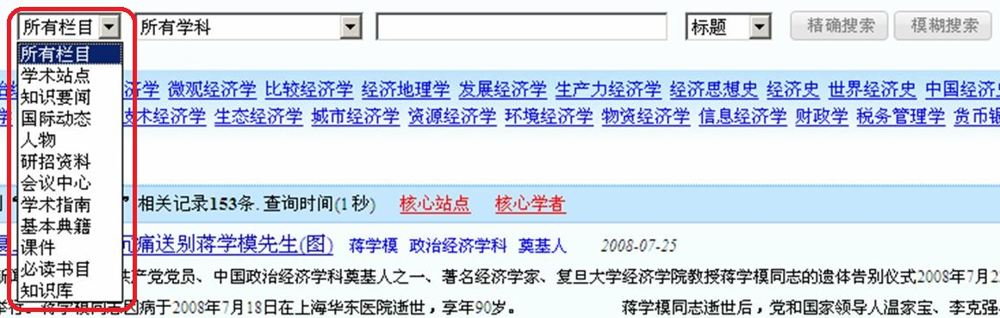 所有栏目 所有学科 标题 精确搜索 模糊搜索
所有栏目
学术站点
知识要闻
国际动态
人物
研招资料
会议中心
学术指南
基本典籍
课件
必读书目
知识库
济学 微观经济学 比较经济学 经济地理学 发展经济学 生产力经济学 经济思想史 经济史 世界经济史 中国经济
学 技术经济学 生态经济学 城市经济学 资源经济学 环境经济学 物资经济学 信息经济学 财政学 税务管理学 货币银
” 相关记录153条. 查询时间(1秒) 核心站点 核心学者
沉痛送别蒋学模先生(图) 蒋学模 政治经济学科 奠基人 2008-07-25
共产党党员、中国政治经济学科奠基人之一、著名经济学家、复旦大学经济学院教授蒋学模同志的遗体告别仪式2008年7月2
举行。蒋学模同志因病于2008年7月18日在上海华东医院逝世，享年90岁。 蒋学模同志逝世后，党和国家领导人温家宝、李克强